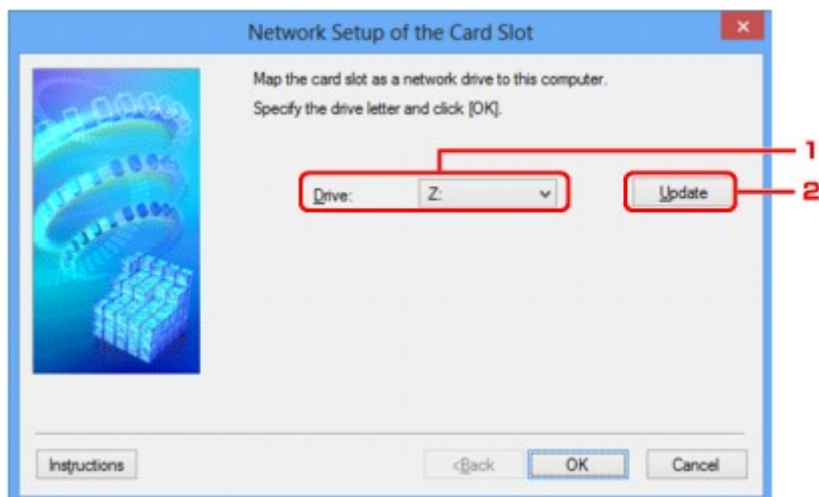 Network Setup of the Card Slot
Map the card slot as a network drive to this computer.
Specify the drive letter and click [OK].
1
Drive: Z: Update
2
Instructions <Back OK Cancel